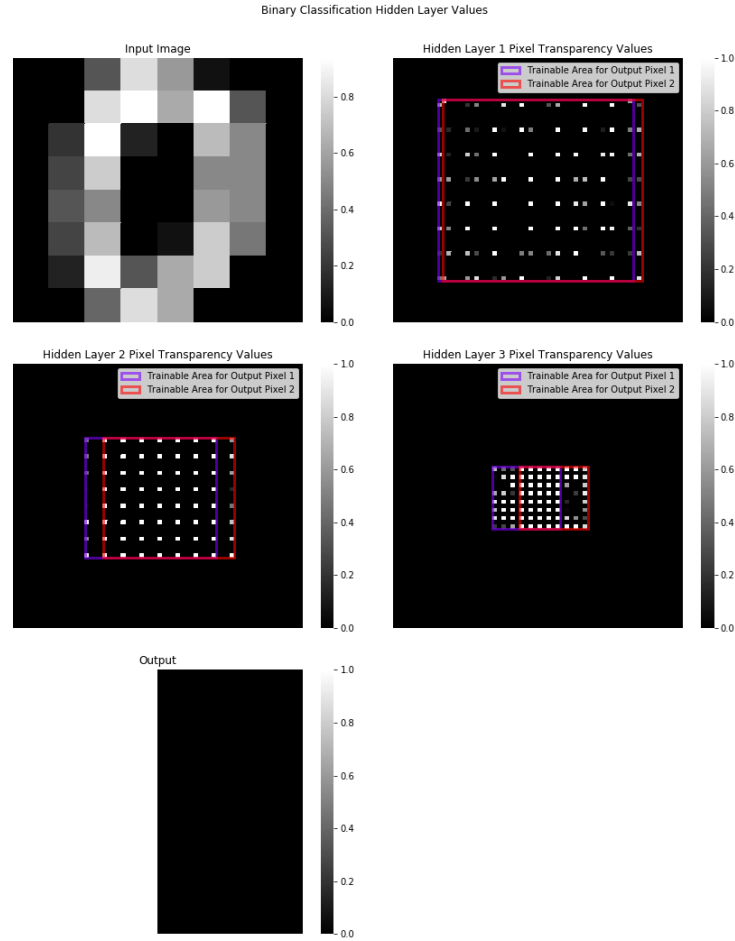 Binary Classification Hidden Layer Values
Input Image
0.8
0.6
0.4
0.2
0.0
Hidden Layer 1 Pixel Transparency Values
Trainable Area for Output Pixel 1
Trainable Area for Output Pixel 2
1.0
0.8
0.6
0.4
0.2
0.0
Hidden Layer 2 Pixel Transparency Values
Trainable Area for Output Pixel 1
Trainable Area for Output Pixel 2
1.0
0.8
0.6
0.4
0.2
0.0
Hidden Layer 3 Pixel Transparency Values
Trainable Area for Output Pixel 1
Trainable Area for Output Pixel 2
1.0
0.8
0.6
0.4
0.2
0.0
Output
1.0
0.8
0.6
0.4
0.2
0.0